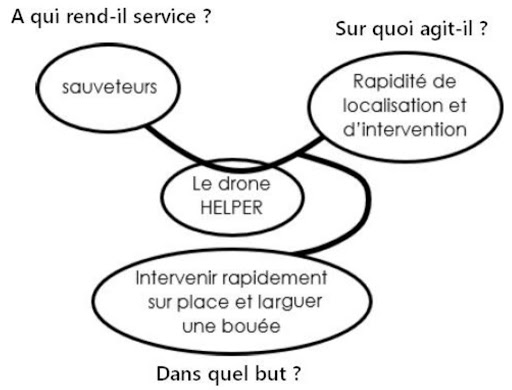 A qui rend-il service ?
Sur quoi agit-il ?
sauveteurs
Rapidité de
localisation et
d'intervention
Le drone
HELPER
Intervenir rapidement
sur place et larguer
une bouée
Dans quel but ?